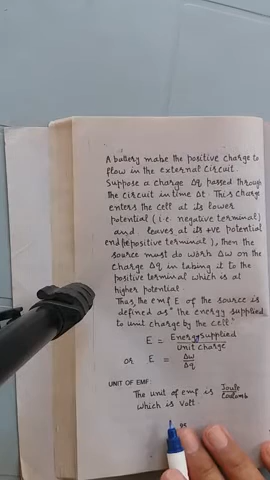 A battery make the positive charge to
flow in the external circuit.
Suppose a charge Δq passed through
the circuit in time Δt. This charge
enters the cell at its lower
potential (i.e negative terminal)
and leaves at its +ve potential
end (positive terminal), then the
source must do work Δw on the
charge Δq in taking it to the
positive terminal which is at
higher potential
Thus, the emf E of the source is
defined as "the energy supplied
to unit charge by the cell"
E = Energy supplied / Unit Charge
or E = Δw / Δq
UNIT OF EMF:
The unit of emf is Joule / Coulomb
which is volt.